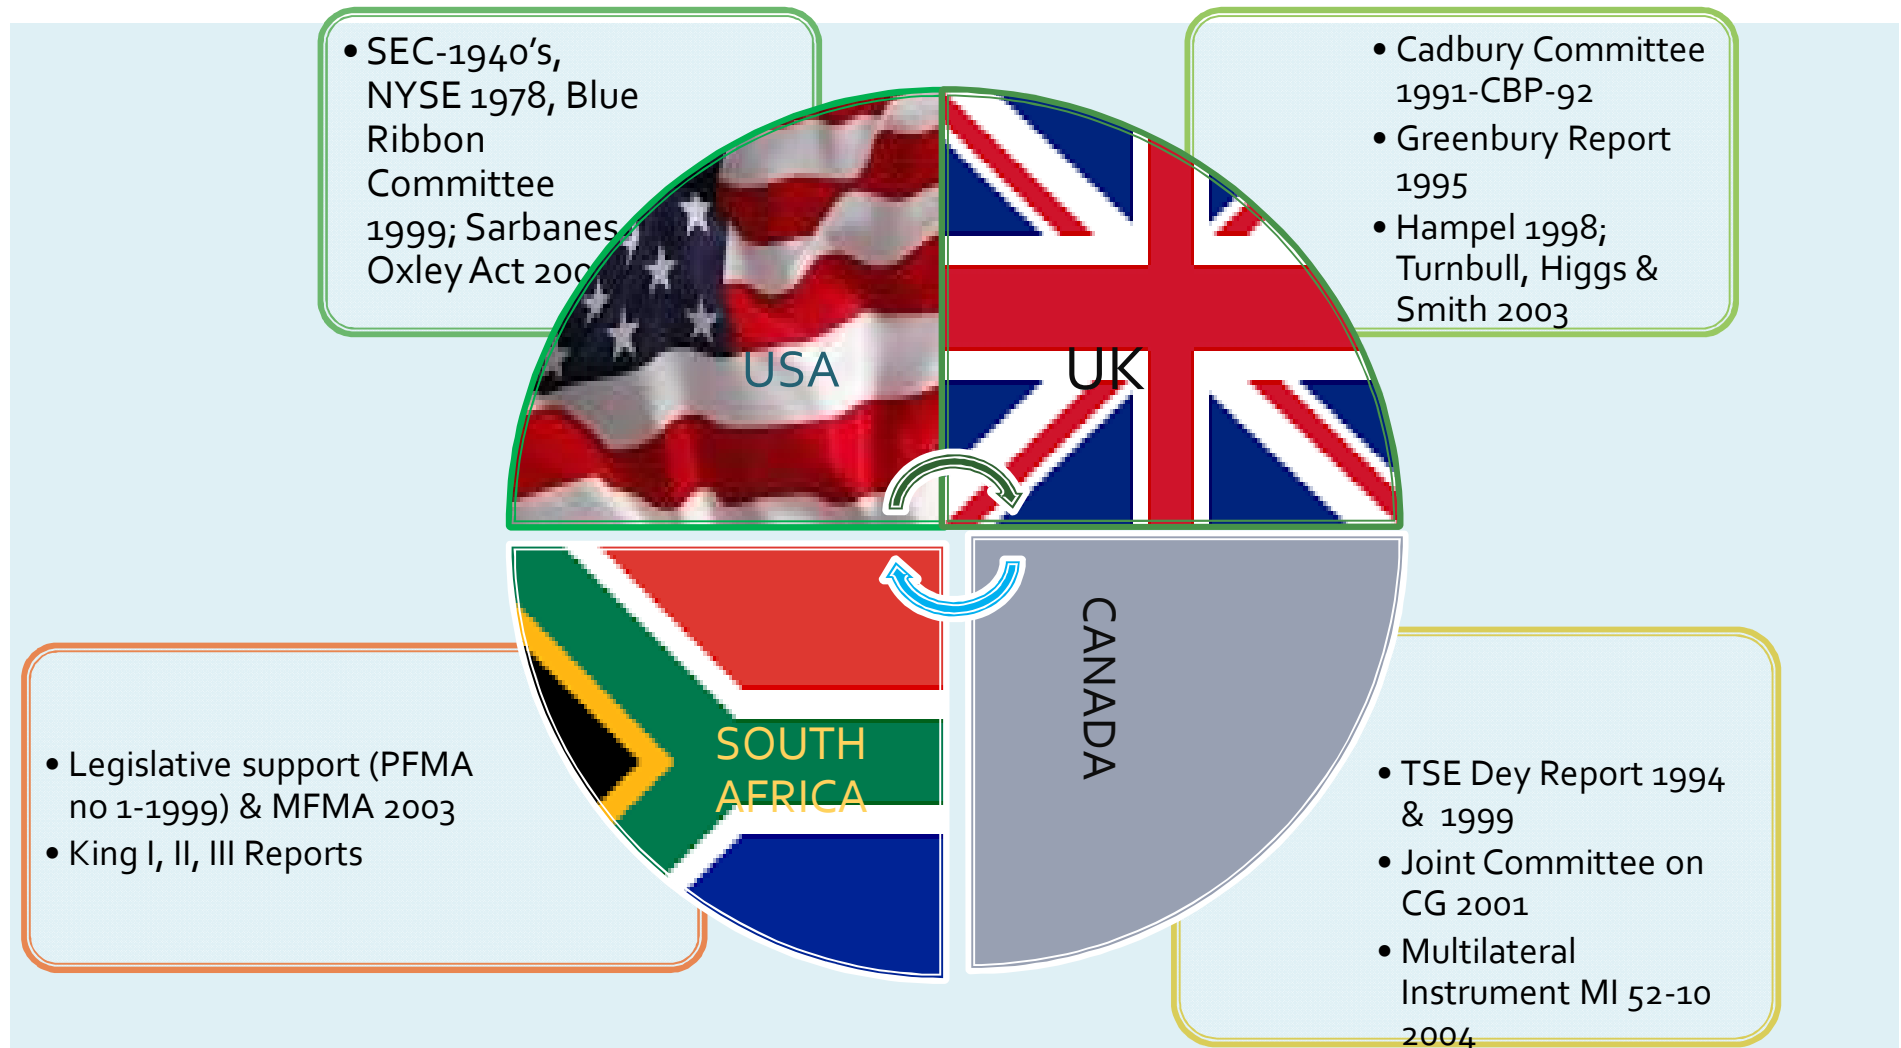 • SEC-1940’s,
NYSE 1978, Blue
Ribbon
Committee
1999; Sarbanes
Oxley Act 200
• Cadbury Committee
1991-CBP-92
• Greenbury Report
1995
• Hampel 1998;
Turnbull, Higgs &
Smith 2003
USA
UK
SOUTH
AFRICA
CANADA
• Legislative support (PFMA
no 1-1999) & MFMA 2003
• King I, II, III Reports
• TSE Dey Report 1994
& 1999
• Joint Committee on
CG 2001
• Multilateral
Instrument MI 52-10
2004